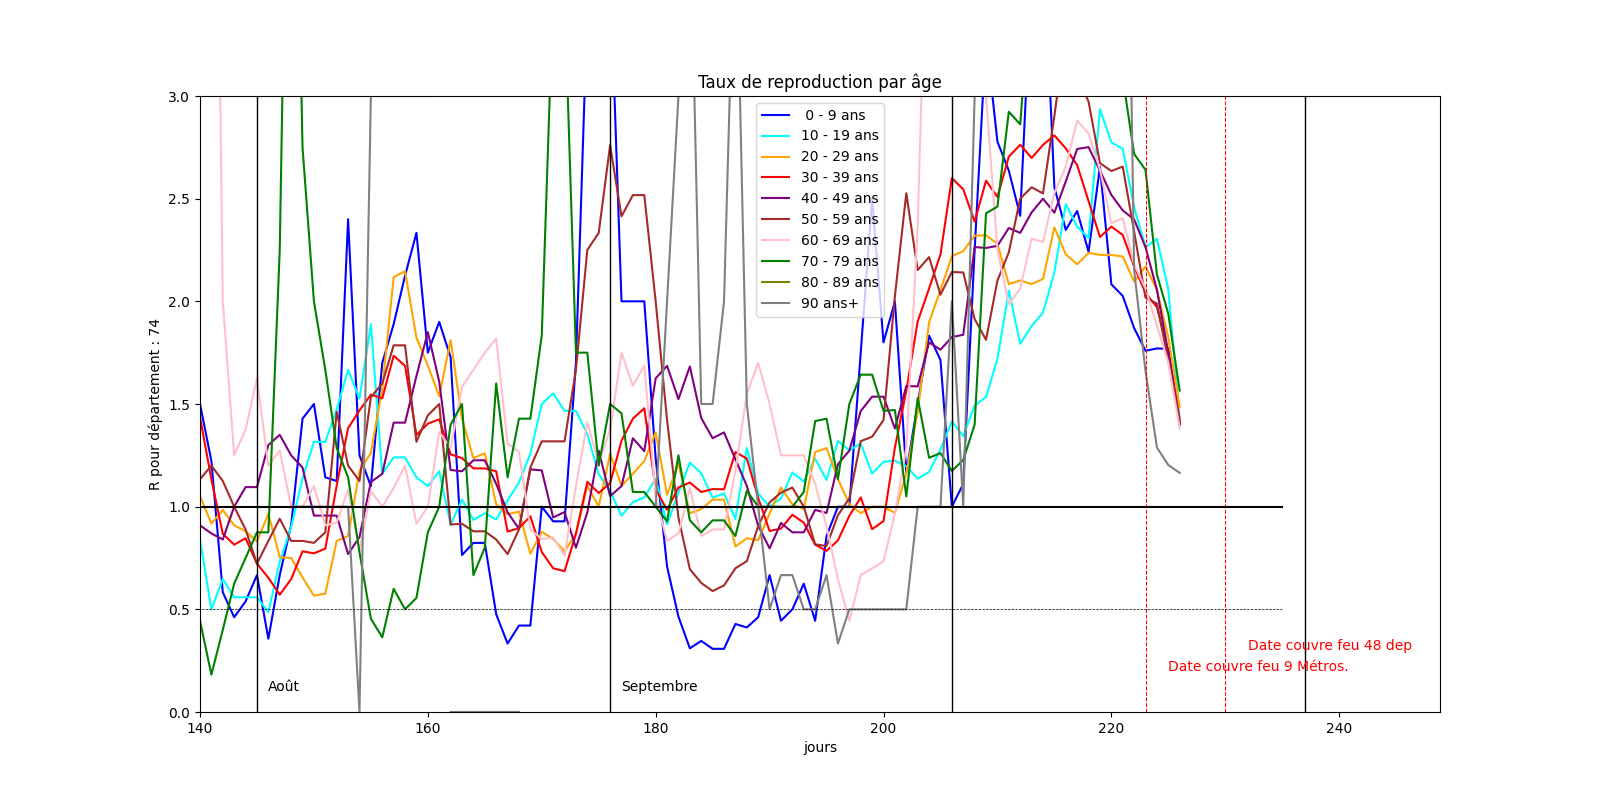 Taux de reproduction par âge
3.0
2.5
2.0
1.5
1.0
0.5
0.0
R pour département : 74
0 - 9 ans
10 - 19 ans
20 - 29 ans
30 - 39 ans
40 - 49 ans
50 - 59 ans
60 - 69 ans
70 - 79 ans
80 - 89 ans
90 ans+
Date couvre feu 48 dep
Date couvre feu 9 Métros.
Août
Septembre
140
160
180
200
220
240
jours